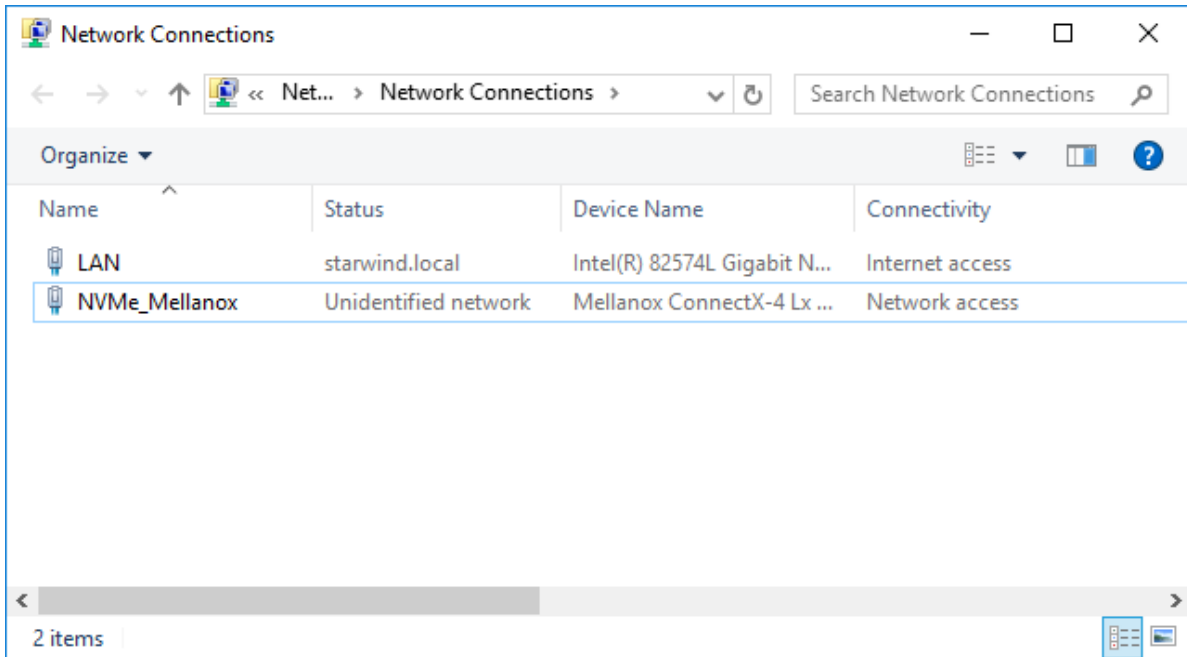 Network Connections
« Net... > Network Connections >
Search Network Connections
Organize
?
Name Status Device Name Connectivity
LAN starwind.local Intel(R) 82574L Gigabit N... Internet access
NVMe_Mellanox Unidentified network Mellanox ConnectX-4 Lx ... Network access
2 items